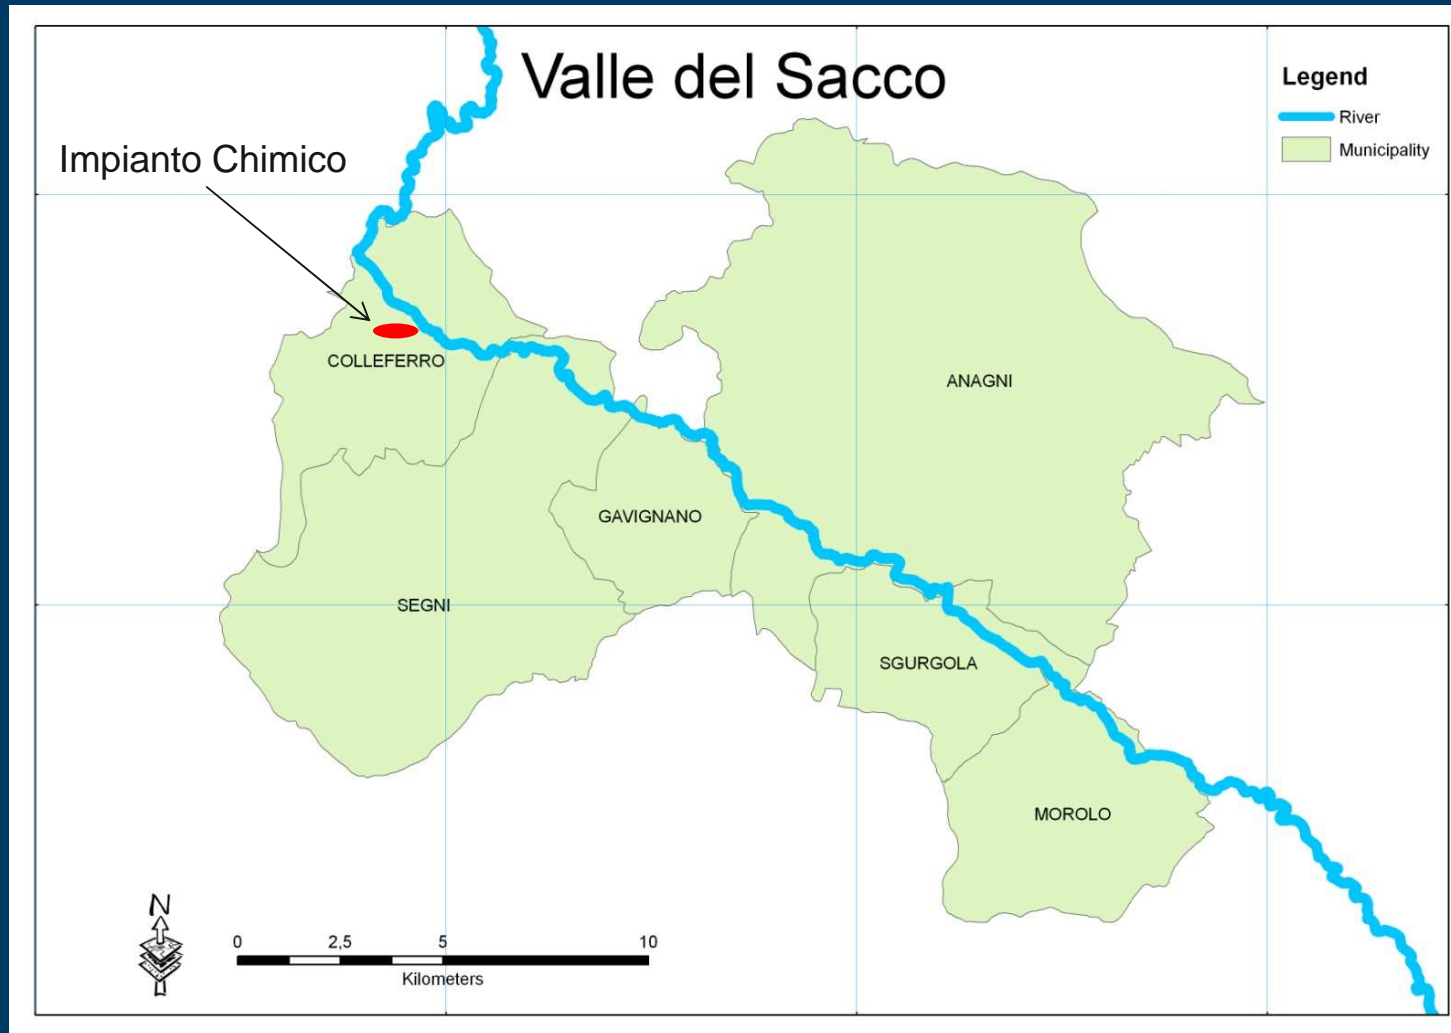 Valle del Sacco
Legend
River
Municipality
Impianto Chimico
COLLEFERRO
ANAGNI
GAVIGNANO
SEGNI
SGURGOLA
MOROLO
N
0 2,5 5 10
Kilometers